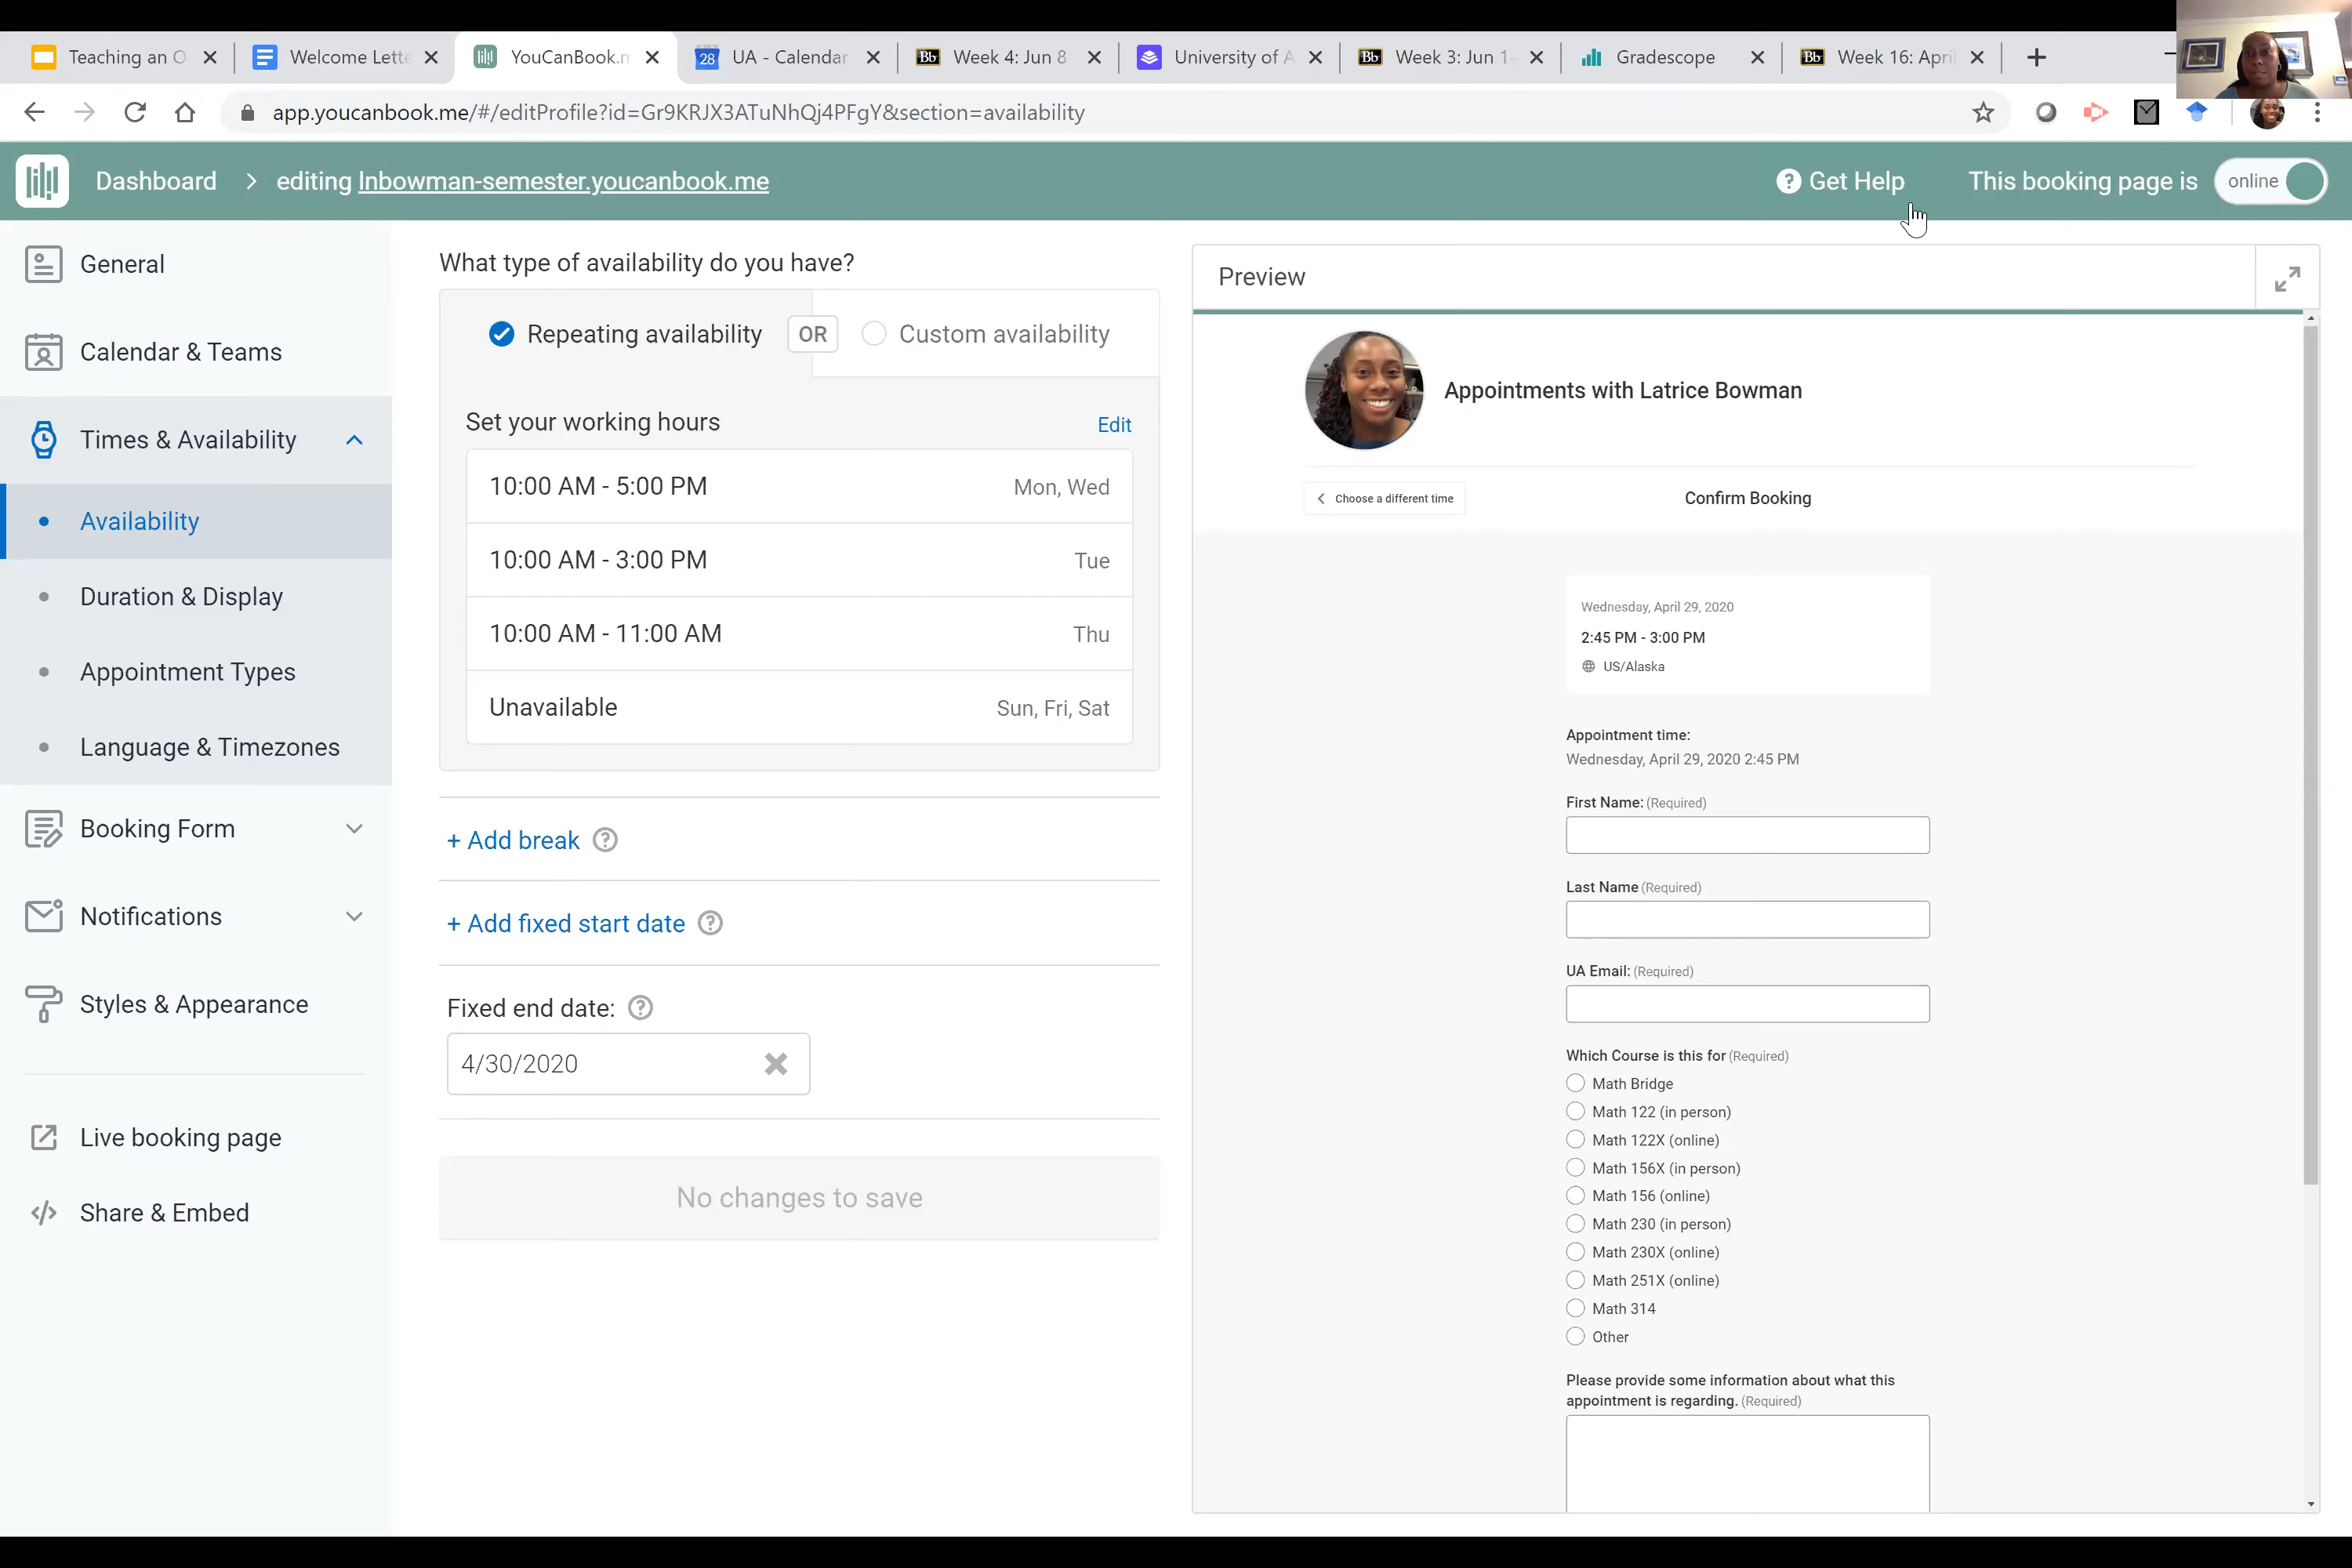 Teaching an O
Welcome Lette
YouCanBook.m
28
UA - Calendar
Bb
Week 4: Jun 8
University of A
Bb
Week 3: Jun 1-
Gradescope
Bb
Week 16: April
app.youcanbook.me/#/editProfile?id=Gr9KRJX3ATuNhQj4PFgY&section=availability
Dashboard
editing lnbowman-semester.youcanbook.me
Get Help
This booking page is
online
General
Calendar & Teams
Times & Availability
Availability
Duration & Display
Appointment Types
Language & Timezones
Booking Form
Notifications
Styles & Appearance
Live booking page
Share & Embed
What type of availability do you have?
Repeating availability
OR
Custom availability
Set your working hours
Edit
10:00 AM - 5:00 PM
Mon, Wed
10:00 AM - 3:00 PM
Tue
10:00 AM - 11:00 AM
Thu
Unavailable
Sun, Fri, Sat
+ Add break
+ Add fixed start date
Fixed end date:
4/30/2020
No changes to save
Preview
Appointments with Latrice Bowman
Choose a different time
Confirm Booking
Wednesday, April 29, 2020
2:45 PM - 3:00 PM
US/Alaska
Appointment time:
Wednesday, April 29, 2020 2:45 PM
First Name: (Required)
Last Name (Required)
UA Email: (Required)
Which Course is this for (Required)
Math Bridge
Math 122 (in person)
Math 122X (online)
Math 156X (in person)
Math 156 (online)
Math 230 (in person)
Math 230X (online)
Math 251X (online)
Math 314
Other
Please provide some information about what this
appointment is regarding. (Required)